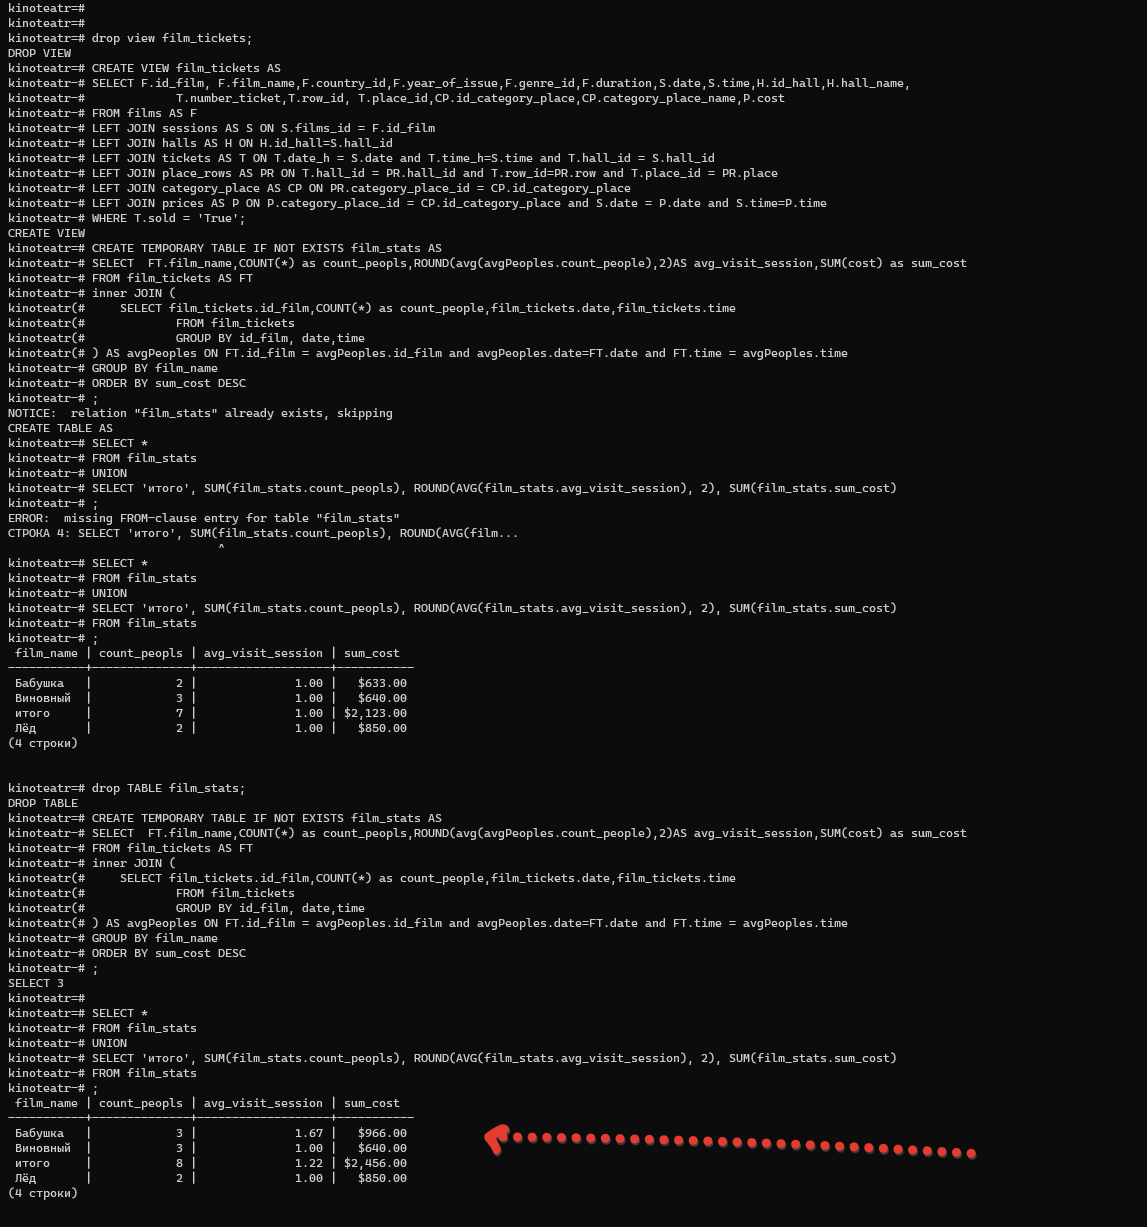 kinoteatr=#
kinoteatr=#
kinoteatr=# drop view film_tickets;
DROP VIEW
kinoteatr=# CREATE VIEW film_tickets AS
kinoteatr-# SELECT F.id_film, F.film_name,F.country_id,F.year_of_issue,F.genre_id,F.duration,S.date,S.time,H.id_hall,H.hall_name,
kinoteatr-#             T.number_ticket,T.row_id, T.place_id,CP.id_category_place,CP.category_place_name,P.cost
kinoteatr-# FROM films AS F
kinoteatr-# LEFT JOIN sessions AS S ON S.films_id = F.id_film
kinoteatr-# LEFT JOIN halls AS H ON H.id_hall=S.hall_id
kinoteatr-# LEFT JOIN tickets AS T ON T.date_h = S.date and T.time_h=S.time and T.hall_id = S.hall_id
kinoteatr-# LEFT JOIN place_rows AS PR ON T.hall_id = PR.hall_id and T.row_id=PR.row and T.place_id = PR.place
kinoteatr-# LEFT JOIN category_place AS CP ON PR.category_place_id = CP.id_category_place
kinoteatr-# LEFT JOIN prices AS P ON P.category_place_id = CP.id_category_place and S.date = P.date and S.time=P.time
kinoteatr-# WHERE T.sold = 'True';
CREATE VIEW
kinoteatr=# CREATE TEMPORARY TABLE IF NOT EXISTS film_stats AS
kinoteatr-# SELECT  FT.film_name,COUNT(*) as count_peopls,ROUND(avg(avgPeoples.count_people),2)AS avg_visit_session,SUM(cost) as sum_cost
kinoteatr-# FROM film_tickets AS FT
kinoteatr-# inner JOIN (
kinoteatr(#     SELECT film_tickets.id_film,COUNT(*) as count_people,film_tickets.date,film_tickets.time
kinoteatr(#             FROM film_tickets
kinoteatr(#             GROUP BY id_film, date,time
kinoteatr(# ) AS avgPeoples ON FT.id_film = avgPeoples.id_film and avgPeoples.date=FT.date and FT.time = avgPeoples.time
kinoteatr-# GROUP BY film_name
kinoteatr-# ORDER BY sum_cost DESC
kinoteatr-# ;
NOTICE:  relation "film_stats" already exists, skipping
CREATE TABLE AS
kinoteatr=# SELECT *
kinoteatr-# FROM film_stats
kinoteatr-# UNION
kinoteatr-# SELECT 'итого', SUM(film_stats.count_peopls), ROUND(AVG(film_stats.avg_visit_session), 2), SUM(film_stats.sum_cost)
kinoteatr-# ;
ERROR:  missing FROM-clause entry for table "film_stats"
СТРОКА 4: SELECT 'итого', SUM(film_stats.count_peopls), ROUND(AVG(film...
                              ^
kinoteatr=# SELECT *
kinoteatr-# FROM film_stats
kinoteatr-# UNION
kinoteatr-# SELECT 'итого', SUM(film_stats.count_peopls), ROUND(AVG(film_stats.avg_visit_session), 2), SUM(film_stats.sum_cost)
kinoteatr-# FROM film_stats
kinoteatr-# ;
 film_name | count_peopls | avg_visit_session | sum_cost
-----------+--------------+-------------------+-----------
 Бабушка   |            2 |              1.00 |   $633.00
 Виновный  |            3 |              1.00 |   $640.00
 итого     |            7 |              1.00 | $2,123.00
 Лёд       |            2 |              1.00 |   $850.00
(4 строки)
kinoteatr=# drop TABLE film_stats;
DROP TABLE
kinoteatr=# CREATE TEMPORARY TABLE IF NOT EXISTS film_stats AS
kinoteatr-# SELECT  FT.film_name,COUNT(*) as count_peopls,ROUND(avg(avgPeoples.count_people),2)AS avg_visit_session,SUM(cost) as sum_cost
kinoteatr-# FROM film_tickets AS FT
kinoteatr-# inner JOIN (
kinoteatr(#     SELECT film_tickets.id_film,COUNT(*) as count_people,film_tickets.date,film_tickets.time
kinoteatr(#             FROM film_tickets
kinoteatr(#             GROUP BY id_film, date,time
kinoteatr(# ) AS avgPeoples ON FT.id_film = avgPeoples.id_film and avgPeoples.date=FT.date and FT.time = avgPeoples.time
kinoteatr-# GROUP BY film_name
kinoteatr-# ORDER BY sum_cost DESC
kinoteatr-# ;
SELECT 3
kinoteatr=#
kinoteatr=# SELECT *
kinoteatr-# FROM film_stats
kinoteatr-# UNION
kinoteatr-# SELECT 'итого', SUM(film_stats.count_peopls), ROUND(AVG(film_stats.avg_visit_session), 2), SUM(film_stats.sum_cost)
kinoteatr-# FROM film_stats
kinoteatr-# ;
 film_name | count_peopls | avg_visit_session | sum_cost
-----------+--------------+-------------------+-----------
 Бабушка   |            3 |              1.67 |   $966.00
 Виновный  |            3 |              1.00 |   $640.00
 итого     |            8 |              1.22 | $2,456.00
 Лёд       |            2 |              1.00 |   $850.00
(4 строки)